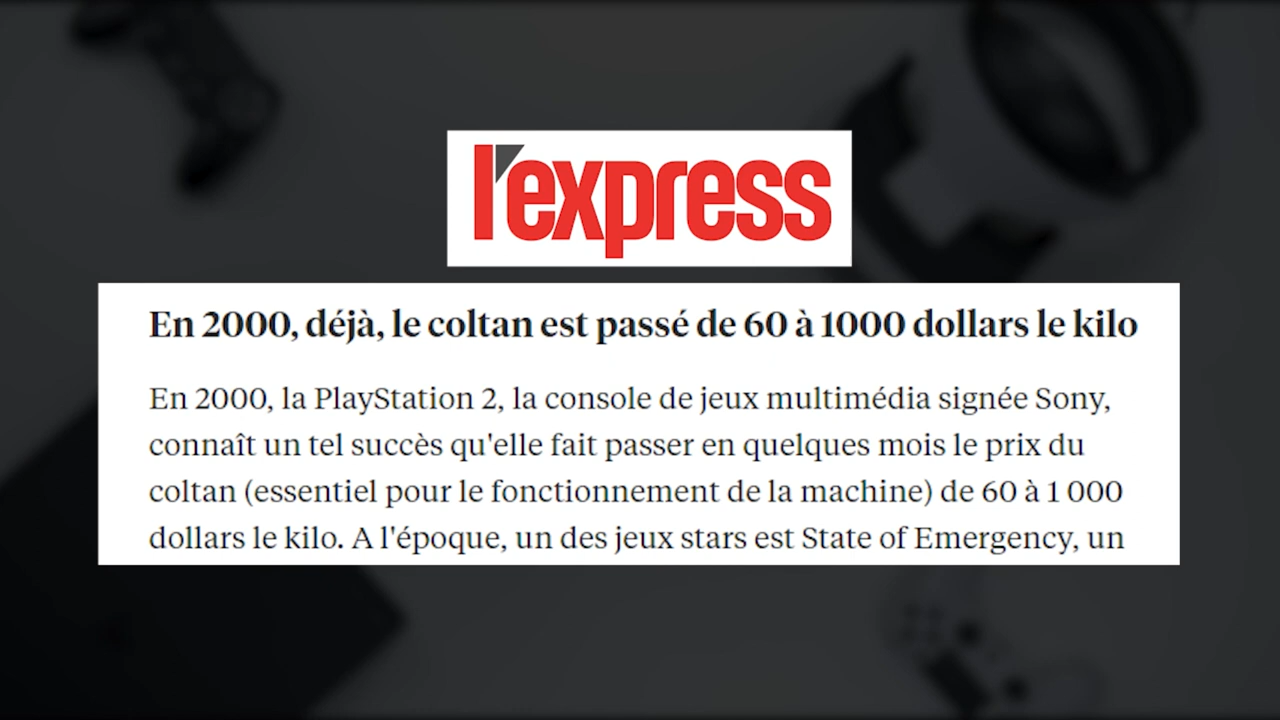 l'express
En 2000, déjà, le coltan est passé de 60 à 1000 dollars le kilo
En 2000, la PlayStation 2, la console de jeux multimédia signée Sony,
connaît un tel succès qu'elle fait passer en quelques mois le prix du
coltan (essentiel pour le fonctionnement de la machine) de 60 à 1 000
dollars le kilo. A l'époque, un des jeux stars est State of Emergency, un